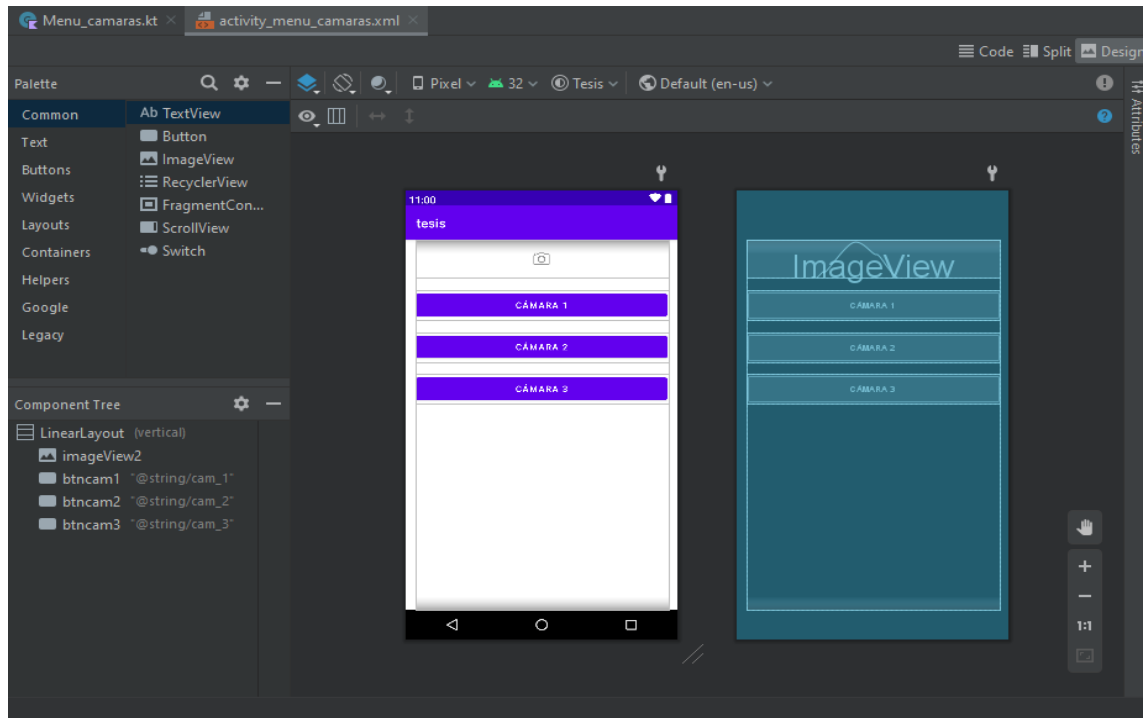 Menu_camaras.kt
activity_menu_camaras.xml
Code
Split
Design
Palette
Pixel
32
Tesis
Default (en-us)
Attributes
Common
Text
Buttons
Widgets
Layouts
Containers
Helpers
Google
Legacy
Ab TextView
Button
ImageView
RecyclerView
FragmentCon...
ScrollView
Switch
Component Tree
LinearLayout (vertical)
imageView2
btncam1 "@string/cam_1"
btncam2 "@string/cam_2"
btncam3 "@string/cam_3"
11:00
tesis
CÁMARA 1
CÁMARA 2
CÁMARA 3
ImageView
CÁMARA 1
CÁMARA 2
CÁMARA 3
1:1